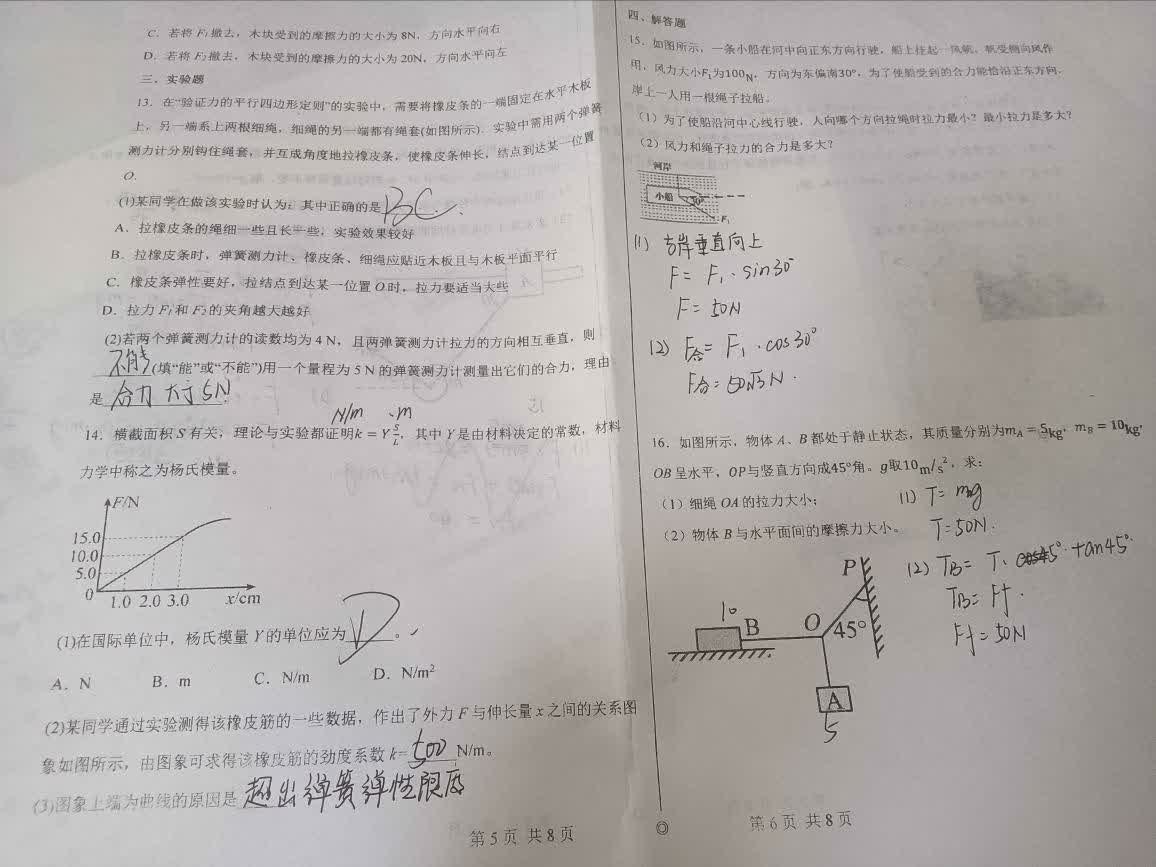 C. 若将 F₁撤去，木块受到的摩擦力的大小为 8N，方向水平向右
D. 若将 F₂撤去，木块受到的摩擦力的大小为 20N，方向水平向左
三．实验题
13．在“验证力的平行四边形定则”的实验中，需要将橡皮条的一端固定在水平木板
上，另一端系上两根细绳，细绳的另一端都有绳套(如图所示)．实验中需用两个弹簧
测力计分别钩住绳套，并互成角度地拉橡皮条，使橡皮条伸长，结点到达某一位置
O.
(1)某同学在做该实验时认为：其中正确的是 BC .
A．拉橡皮条的绳细一些且长一些，实验效果较好
B．拉橡皮条时，弹簧测力计、橡皮条、细绳应贴近木板且与木板平面平行
C．橡皮条弹性要好，拉结点到达某一位置 O 时，拉力要适当大些
D．拉力 F₁和 F₂的夹角越大越好
(2)若两个弹簧测力计的读数均为 4 N，且两弹簧测力计拉力的方向相互垂直，则
不能 (填“能”或“不能”)用一个量程为 5 N 的弹簧测力计测量出它们的合力，理由
是 合力大于5N .
N/m .m
14．横截面积 S 有关，理论与实验都证明k = Y S/L，其中 Y 是由材料决定的常数，材料
力学中称之为杨氏模量。
F/N
15.0
10.0
5.0
0 1.0 2.0 3.0 x/cm
(1)在国际单位中，杨氏模量 Y 的单位应为 D 。
A．N B．m C．N/m D．N/m²
(2)某同学通过实验测得该橡皮筋的一些数据，作出了外力 F 与伸长量 x 之间的关系图
象如图所示，由图象可求得该橡皮筋的劲度系数 k= 500 N/m。
(3)图象上端为曲线的原因是 超出弹簧弹性限度
第 5 页 共 8 页
四、解答题
15．如图所示，一条小船在河中向正东方向行驶，船上挂起一风帆，帆受侧向风作
用，风力大小F₁为100N，方向为东偏南30°，为了使船受到的合力能恰沿正东方向，
岸上一人用一根绳子拉船。
（1）为了使船沿河中心线行驶，人向哪个方向拉绳时拉力最小？最小拉力是多大？
（2）风力和绳子拉力的合力是多大？
河岸
小船
30°
F₁
(1) 岸垂直向上
F = F₁ · sin30°
F = 50N
(2) F合 = F₁ · cos30°
F合 = 50√3 N .
16．如图所示，物体 A、B 都处于静止状态，其质量分别为m_A = 5kg，m_B = 10kg，
OB 呈水平，OP与竖直方向成45°角。g取10m/s²，求：
（1）细绳 OA 的拉力大小；
（2）物体 B 与水平面间的摩擦力大小。
(1) T = mg
T = 50N .
(2) T_B = T · tan45°
T_B = Ff .
Ff = 50N
P
10
B
O
45°
A
5
第 6 页 共 8 页